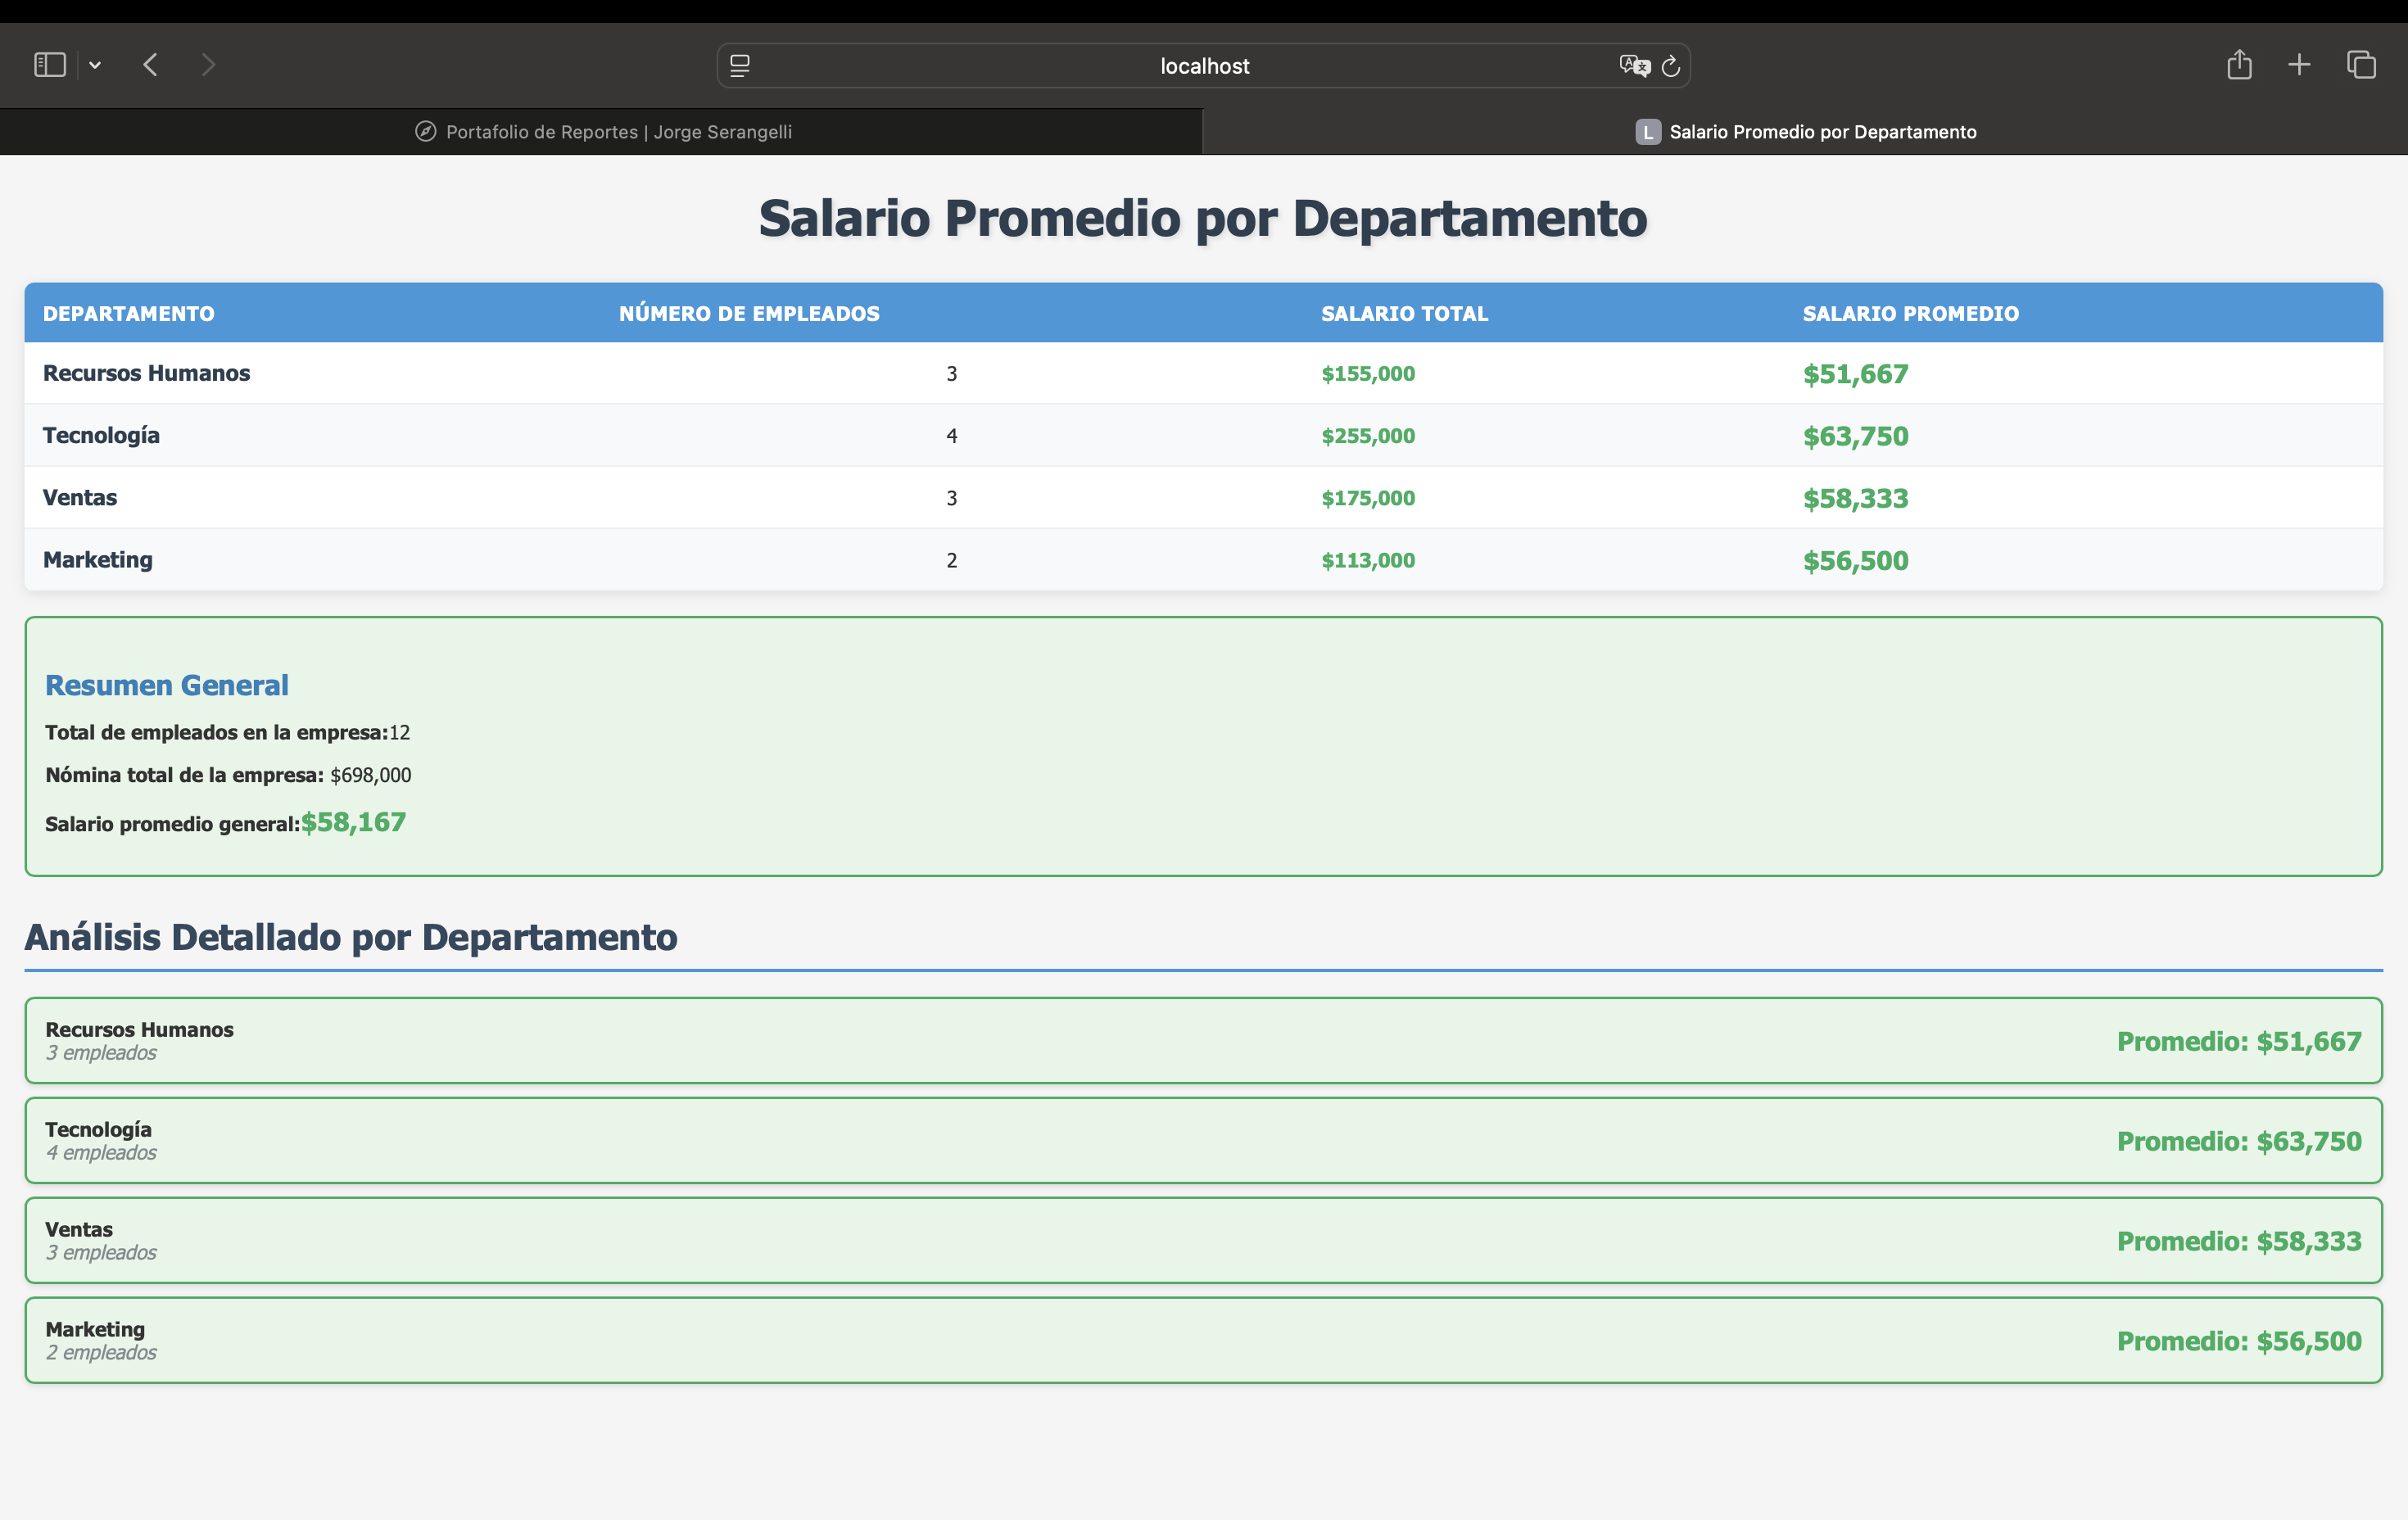 localhost
Portafolio de Reportes | Jorge Serangelli
L Salario Promedio por Departamento
Salario Promedio por Departamento
DEPARTAMENTO NÚMERO DE EMPLEADOS SALARIO TOTAL SALARIO PROMEDIO
Recursos Humanos 3 $155,000 $51,667
Tecnología 4 $255,000 $63,750
Ventas 3 $175,000 $58,333
Marketing 2 $113,000 $56,500
Resumen General
Total de empleados en la empresa:12
Nómina total de la empresa: $698,000
Salario promedio general:$58,167
Análisis Detallado por Departamento
Recursos Humanos
3 empleados
Promedio: $51,667
Tecnología
4 empleados
Promedio: $63,750
Ventas
3 empleados
Promedio: $58,333
Marketing
2 empleados
Promedio: $56,500